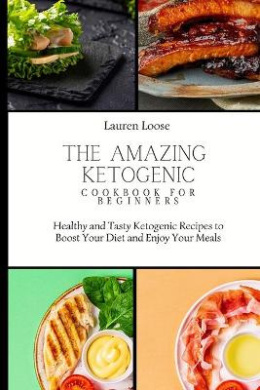 Lauren Loose
THE AMAZING
KETOGENIC
COOKBOOK FOR
BEGINNERS
Healthy and Tasty Ketogenic Recipes to
Boost Your Diet and Enjoy Your Meals